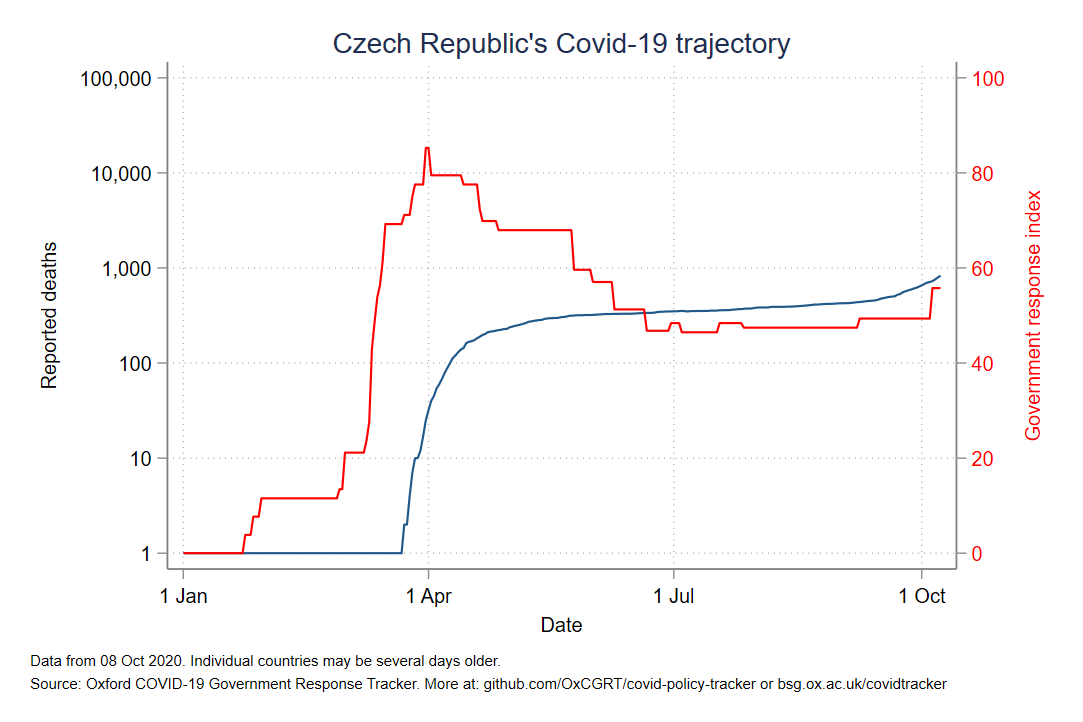 Czech Republic's Covid-19 trajectory
100,000
10,000
1,000
100
10
1
Reported deaths
100
80
60
40
20
0
Government response index
1 Jan
1 Apr
1 Jul
1 Oct
Date
Data from 08 Oct 2020. Individual countries may be several days older.
Source: Oxford COVID-19 Government Response Tracker. More at: github.com/OxCGRT/covid-policy-tracker or bsg.ox.ac.uk/covidtracker